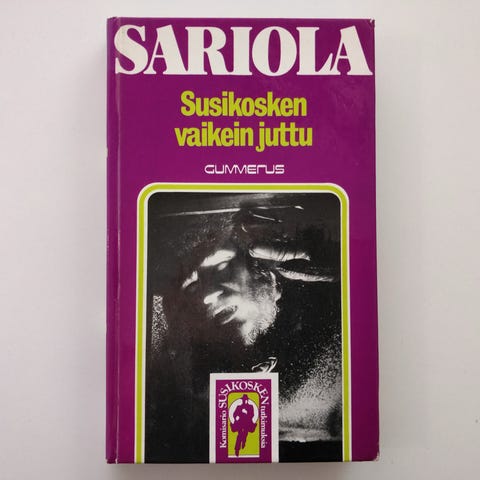 SARIOLA
Susikosken
vaikein juttu
GUMMERUS
Komisario SUSIKOSKEN tutkimuksia